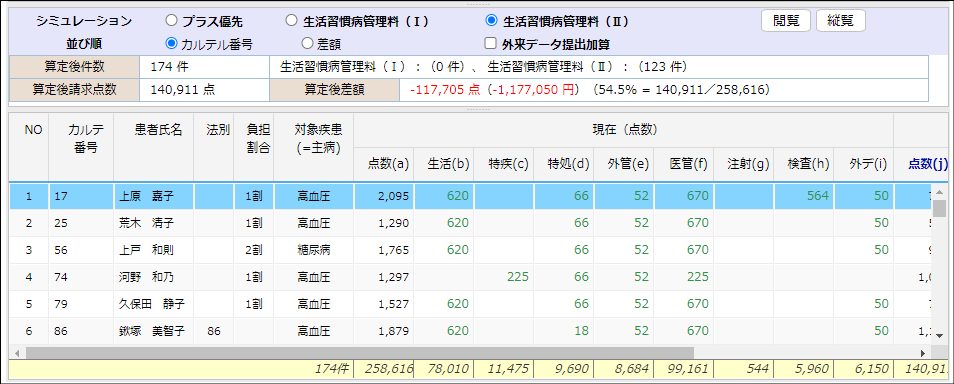 シミュレーション プラス優先 生活習慣病管理料（Ⅰ） 生活習慣病管理料（Ⅱ） 閲覧 縦覧
並び順 カルテル番号 差額 外来データ提出加算
算定後件数 174 件 生活習慣病管理料（Ⅰ）：（0 件）、 生活習慣病管理料（Ⅱ）：（123 件）
算定後請求点数 140,911 点 算定後差額 -117,705 点（-1,177,050 円）（54.5% = 140,911／258,616）
NO カルテ番号 患者氏名 法別 負担割合 対象疾患(=主病) 現在（点数）
点数(a) 生活(b) 特疾(c) 特処(d) 外管(e) 医管(f) 注射(g) 検査(h) 外デ(i) 点数(j)
1 17 上原 嘉子 1割 高血圧 2,095 620 66 52 670 564 50
2 25 荒木 清子 1割 高血圧 1,290 620 66 52 670 50
3 56 上戸 和則 2割 糖尿病 1,765 620 66 52 670 50
4 74 河野 和乃 1割 高血圧 1,297 225 66 52 225
5 79 久保田 静子 1割 高血圧 1,527 620 66 52 670 50
6 86 鍬塚 美智子 86 高血圧 1,879 620 18 52 670 50
174件 258,616 78,010 11,475 9,690 8,684 99,161 544 5,960 6,150 140,91